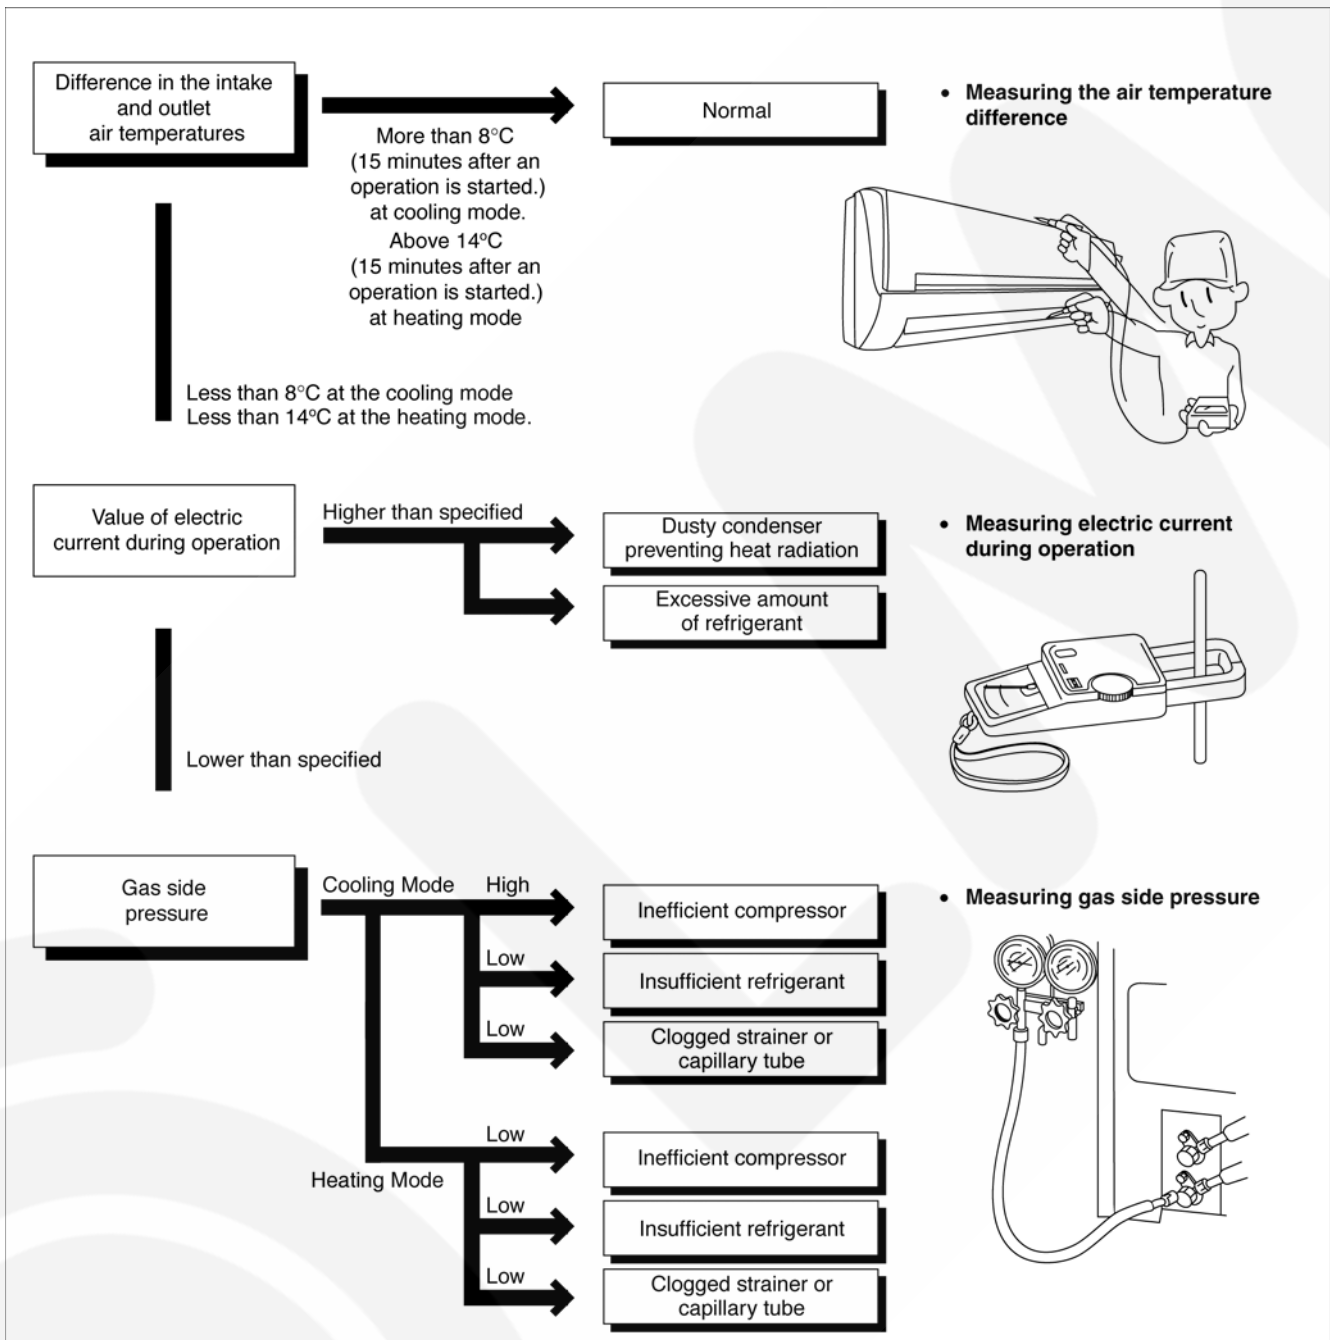 Difference in the intake
and outlet
air temperatures
More than 8°C
(15 minutes after an
operation is started.)
at cooling mode.
Above 14ºC
(15 minutes after an
operation is started.)
at heating mode
Normal
• Measuring the air temperature
difference
Less than 8°C at the cooling mode
Less than 14ºC at the heating mode.
Value of electric
current during operation
Higher than specified
Dusty condenser
preventing heat radiation
Excessive amount
of refrigerant
• Measuring electric current
during operation
Lower than specified
Gas side
pressure
Cooling Mode
High
Inefficient compressor
Low
Insufficient refrigerant
Low
Clogged strainer or
capillary tube
Heating Mode
Low
Inefficient compressor
Low
Insufficient refrigerant
Low
Clogged strainer or
capillary tube
• Measuring gas side pressure